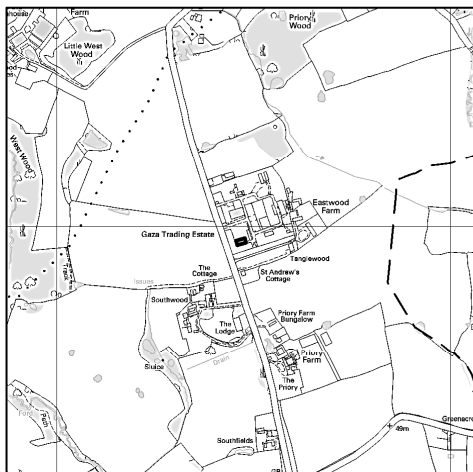 Farm
Little West
Wood
Priory
Wood
West Wood
Eastwood
Farm
Gaza Trading Estate
Tanglewood
The
Cottage
St Andrew's
Cottage
Track
Issues
Southwood
Priory Farm
Bungalow
The
Lodge
Priory
Farm
Drain
Sluice
The
Priory
Path
Greenacre
49m
Southfields